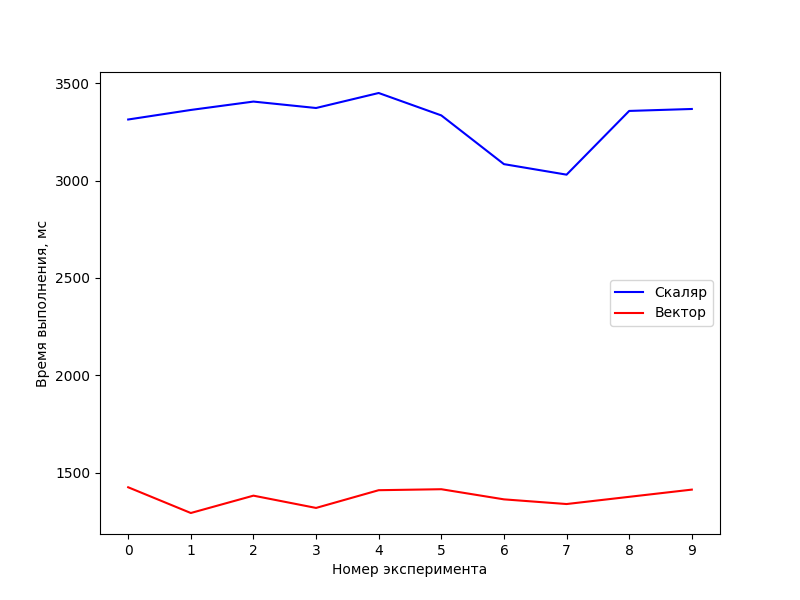 3500
3000
2500
2000
1500
Время выполнения, мс
Скаляр
Вектор
0 1 2 3 4 5 6 7 8 9
Номер эксперимента